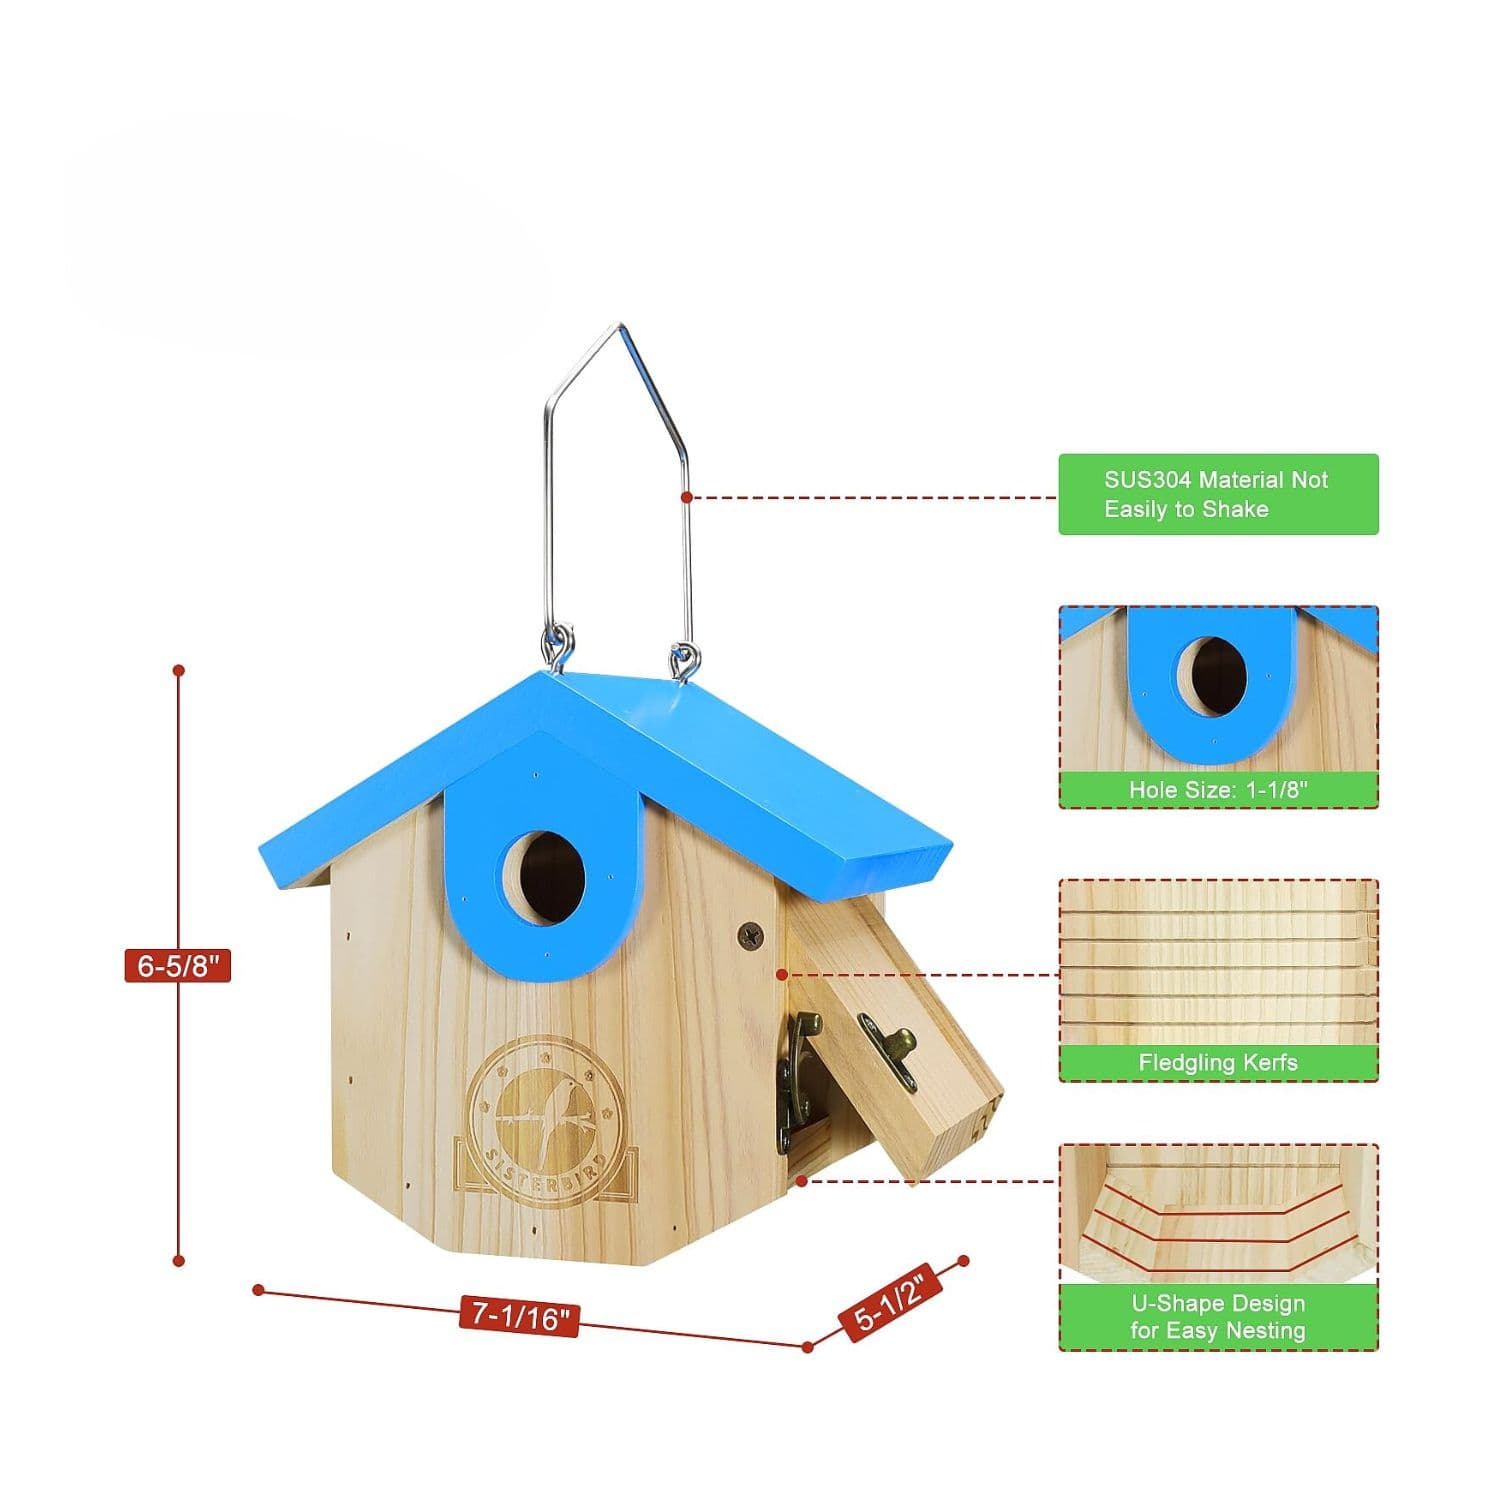 SUS304 Material Not
Easily to Shake
Hole Size: 1-1/8"
6-5/8"
Fledgling Kerfs
SISTERBIRD
U-Shape Design
for Easy Nesting
7-1/16"
5-1/2"